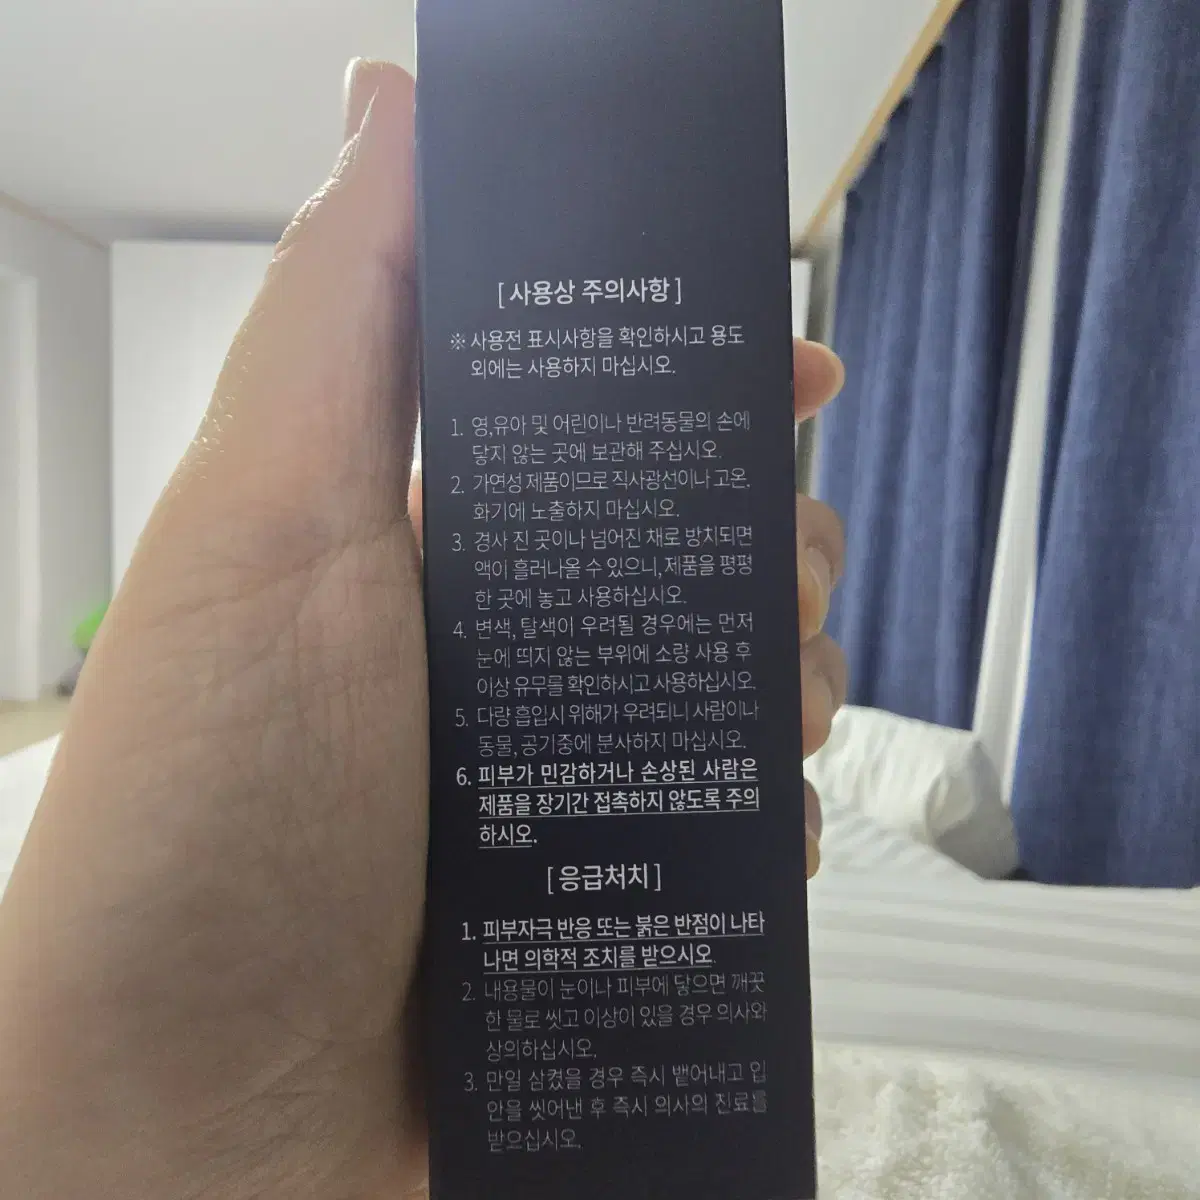 [ 사용상 주의사항 ]
※ 사용전 표시사항을 확인하시고 용도
외에는 사용하지 마십시오.
1. 영,유아 및 어린이나 반려동물의 손에
닿지 않는 곳에 보관해 주십시오.
2. 가연성 제품이므로 직사광선이나 고온.
화기에 노출하지 마십시오.
3. 경사 진 곳이나 넘어진 채로 방치되면
액이 흘러나올 수 있으니, 제품을 평평
한 곳에 놓고 사용하십시오.
4. 변색, 탈색이 우려될 경우에는 먼저
눈에 띄지 않는 부위에 소량 사용 후
이상 유무를 확인하시고 사용하십시오.
5. 다량 흡입시 위해가 우려되니 사람이나
동물, 공기중에 분사하지 마십시오.
6. 피부가 민감하거나 손상된 사람은
제품을 장기간 접촉하지 않도록 주의
하시오.
[ 응급처치 ]
1. 피부자극 반응 또는 붉은 반점이 나타
나면 의학적 조치를 받으시오.
2. 내용물이 눈이나 피부에 닿으면 깨끗
한 물로 씻고 이상이 있을 경우 의사와
상의하십시오.
3. 만일 삼켰을 경우 즉시 뱉어내고 입
안을 씻어낸 후 즉시 의사의 진료를
받으십시오.